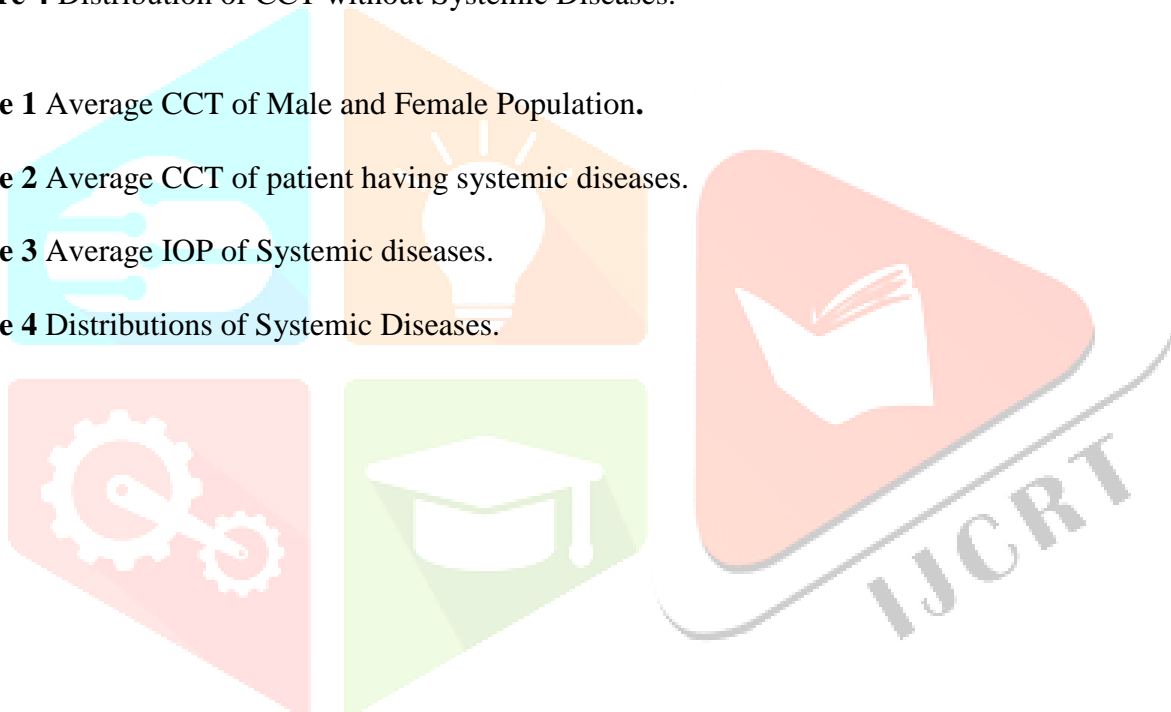 re 4 Distribution of CCT without Systemic Diseases.
e 1 Average CCT of Male and Female Population.
e 2 Average CCT of patient having systemic diseases.
e 3 Average IOP of Systemic diseases.
e 4 Distributions of Systemic Diseases.
IJCRT